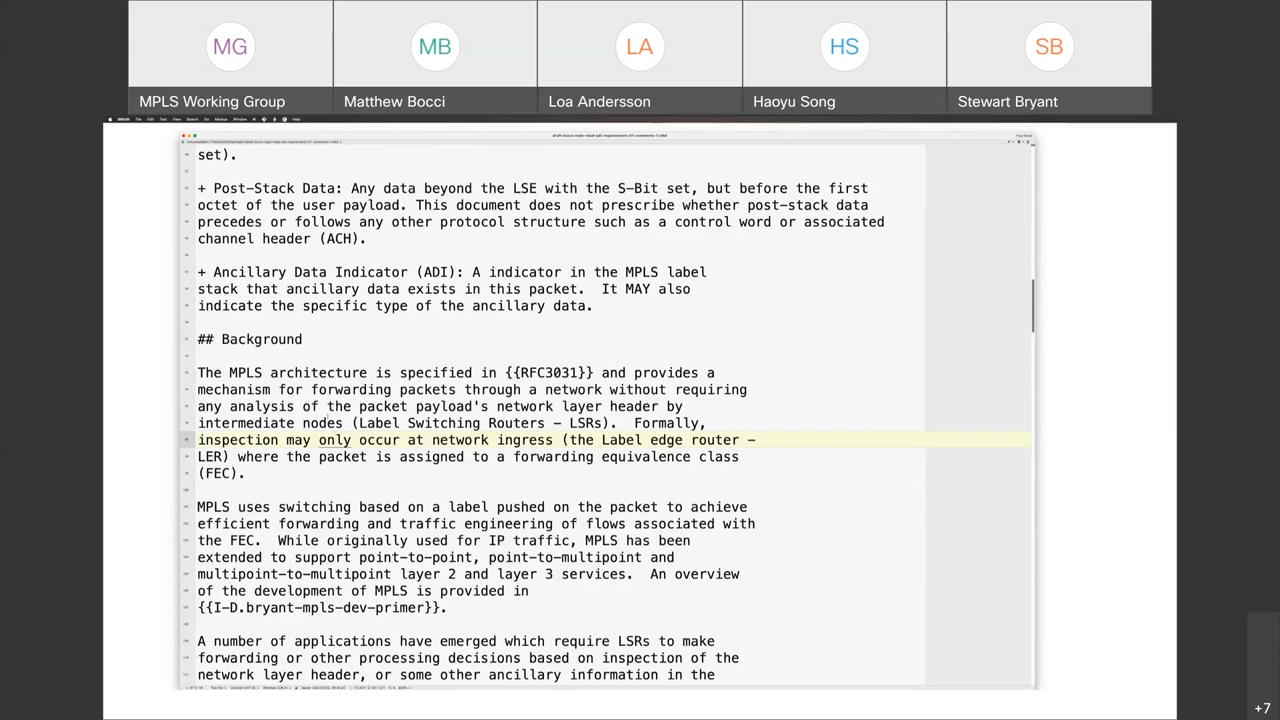 MG
MB
LA
HS
SB
MPLS Working Group
Matthew Bocci
Loa Andersson
Haoyu Song
Stewart Bryant
set).
+ Post-Stack Data: Any data beyond the LSE with the S-Bit set, but before the first
octet of the user payload. This document does not prescribe whether post-stack data
precedes or follows any other protocol structure such as a control word or associated
channel header (ACH).
+ Ancillary Data Indicator (ADI): A indicator in the MPLS label
stack that ancillary data exists in this packet.  It MAY also
indicate the specific type of the ancillary data.
## Background
The MPLS architecture is specified in {{RFC3031}} and provides a
mechanism for forwarding packets through a network without requiring
any analysis of the packet payload's network layer header by
intermediate nodes (Label Switching Routers - LSRs).  Formally,
inspection may only occur at network ingress (the Label edge router -
LER) where the packet is assigned to a forwarding equivalence class
(FEC).
MPLS uses switching based on a label pushed on the packet to achieve
efficient forwarding and traffic engineering of flows associated with
the FEC.  While originally used for IP traffic, MPLS has been
extended to support point-to-point, point-to-multipoint and
multipoint-to-multipoint layer 2 and layer 3 services.  An overview
of the development of MPLS is provided in
{{I-D.bryant-mpls-dev-primer}}.
A number of applications have emerged which require LSRs to make
forwarding or other processing decisions based on inspection of the
network layer header, or some other ancillary information in the
+7